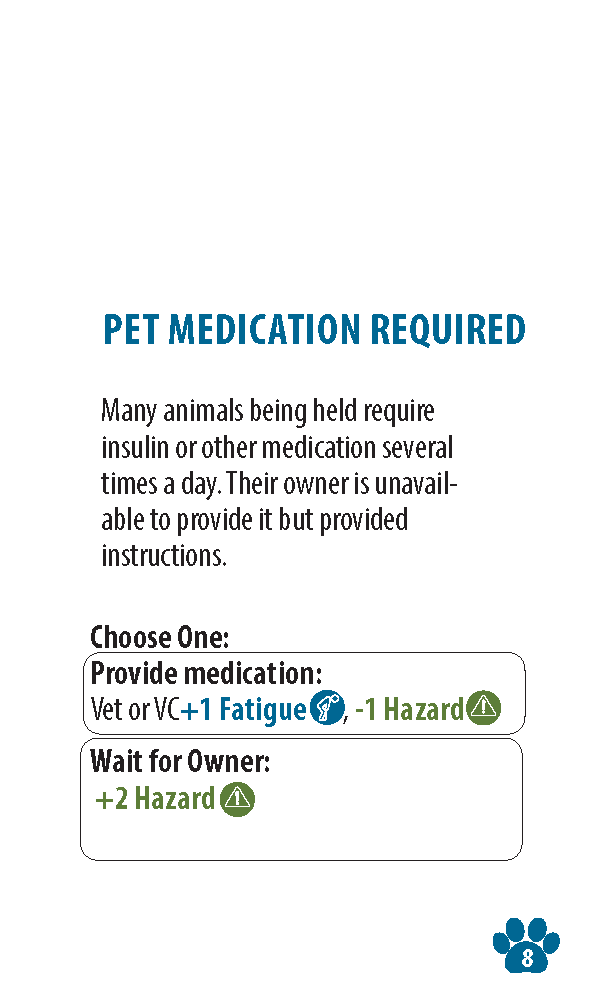 PET MEDICATION REQUIRED
Many animals being held require
insulin or other medication several
times a day. Their owner is unavail-
able to provide it but provided
instructions.
Choose One:
Provide medication:
Vet or VC+1 Fatigue, -1 Hazard
Wait for Owner:
+2 Hazard
8